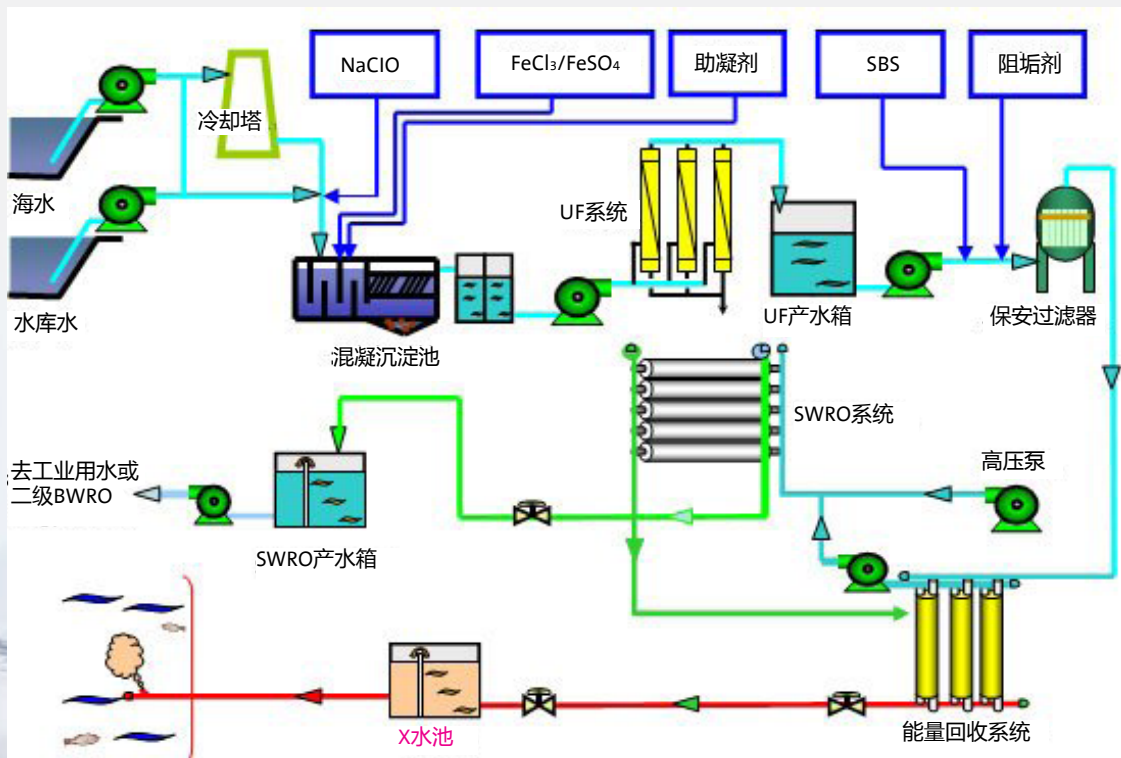 NaClO
FeCl₃/FeSO₄
助凝剂
SBS
阻垢剂
冷却塔
海水
UF系统
水库水
混凝沉淀池
UF产水箱
保安过滤器
SWRO系统
高压泵
去工业用水或
二级BWRO
SWRO产水箱
X水池
能量回收系统